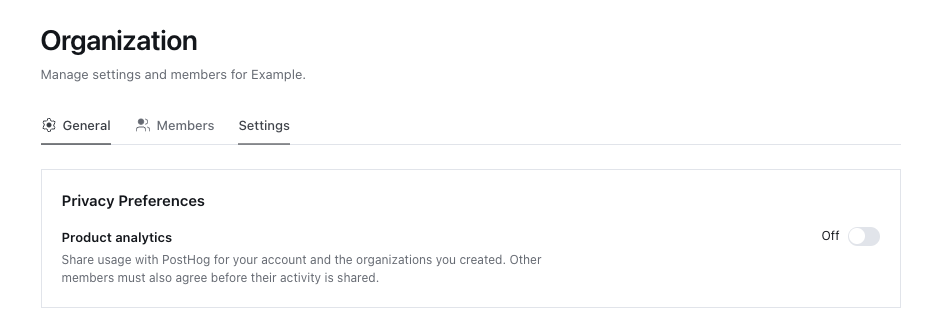 Organization
Manage settings and members for Example.
General Members Settings
Privacy Preferences
Product analytics
Off
Share usage with PostHog for your account and the organizations you created. Other
members must also agree before their activity is shared.